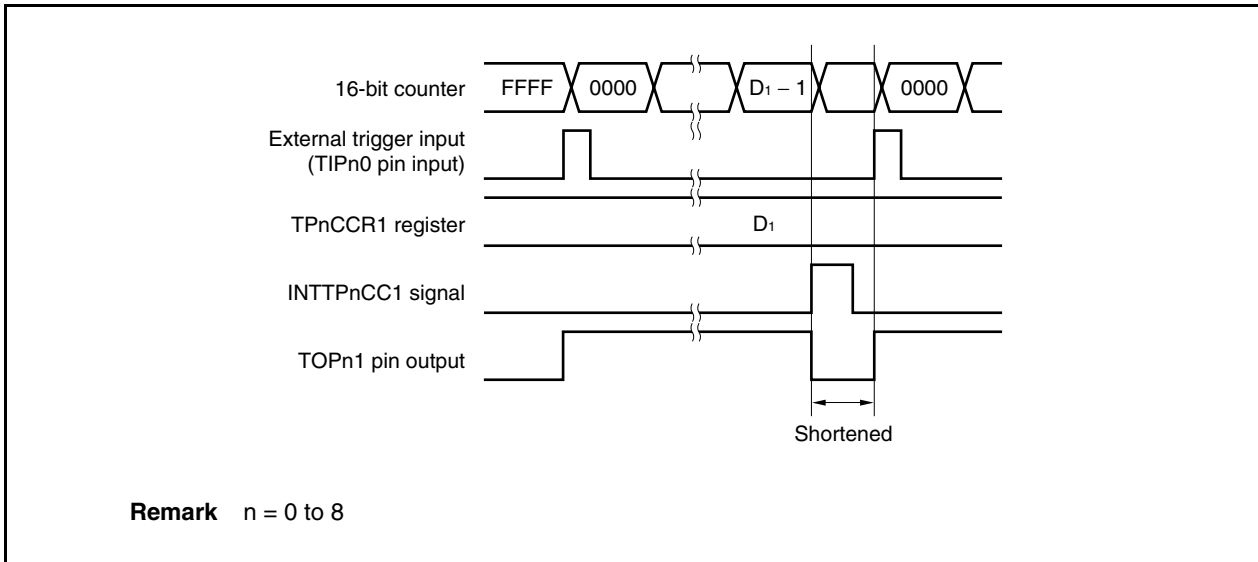 16-bit counter FFFF 0000 D₁ – 1 0000
External trigger input
(TIPn0 pin input)
TPnCCR1 register D₁
INTTPnCC1 signal
TOPn1 pin output
Shortened
Remark n = 0 to 8